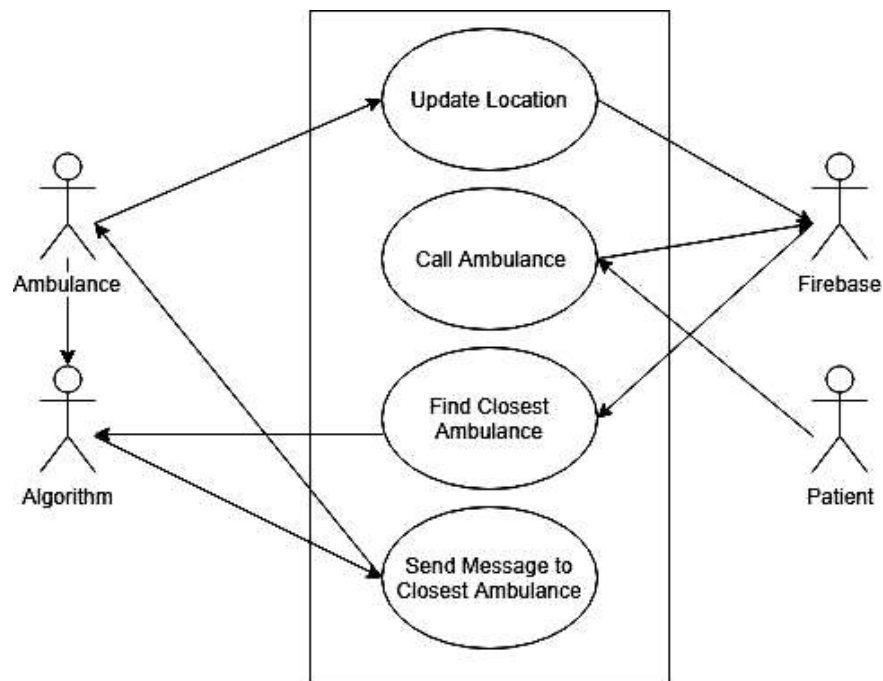 Update Location
Call Ambulance
Ambulance
Firebase
Find Closest
Ambulance
Algorithm
Patient
Send Message to
Closest Ambulance